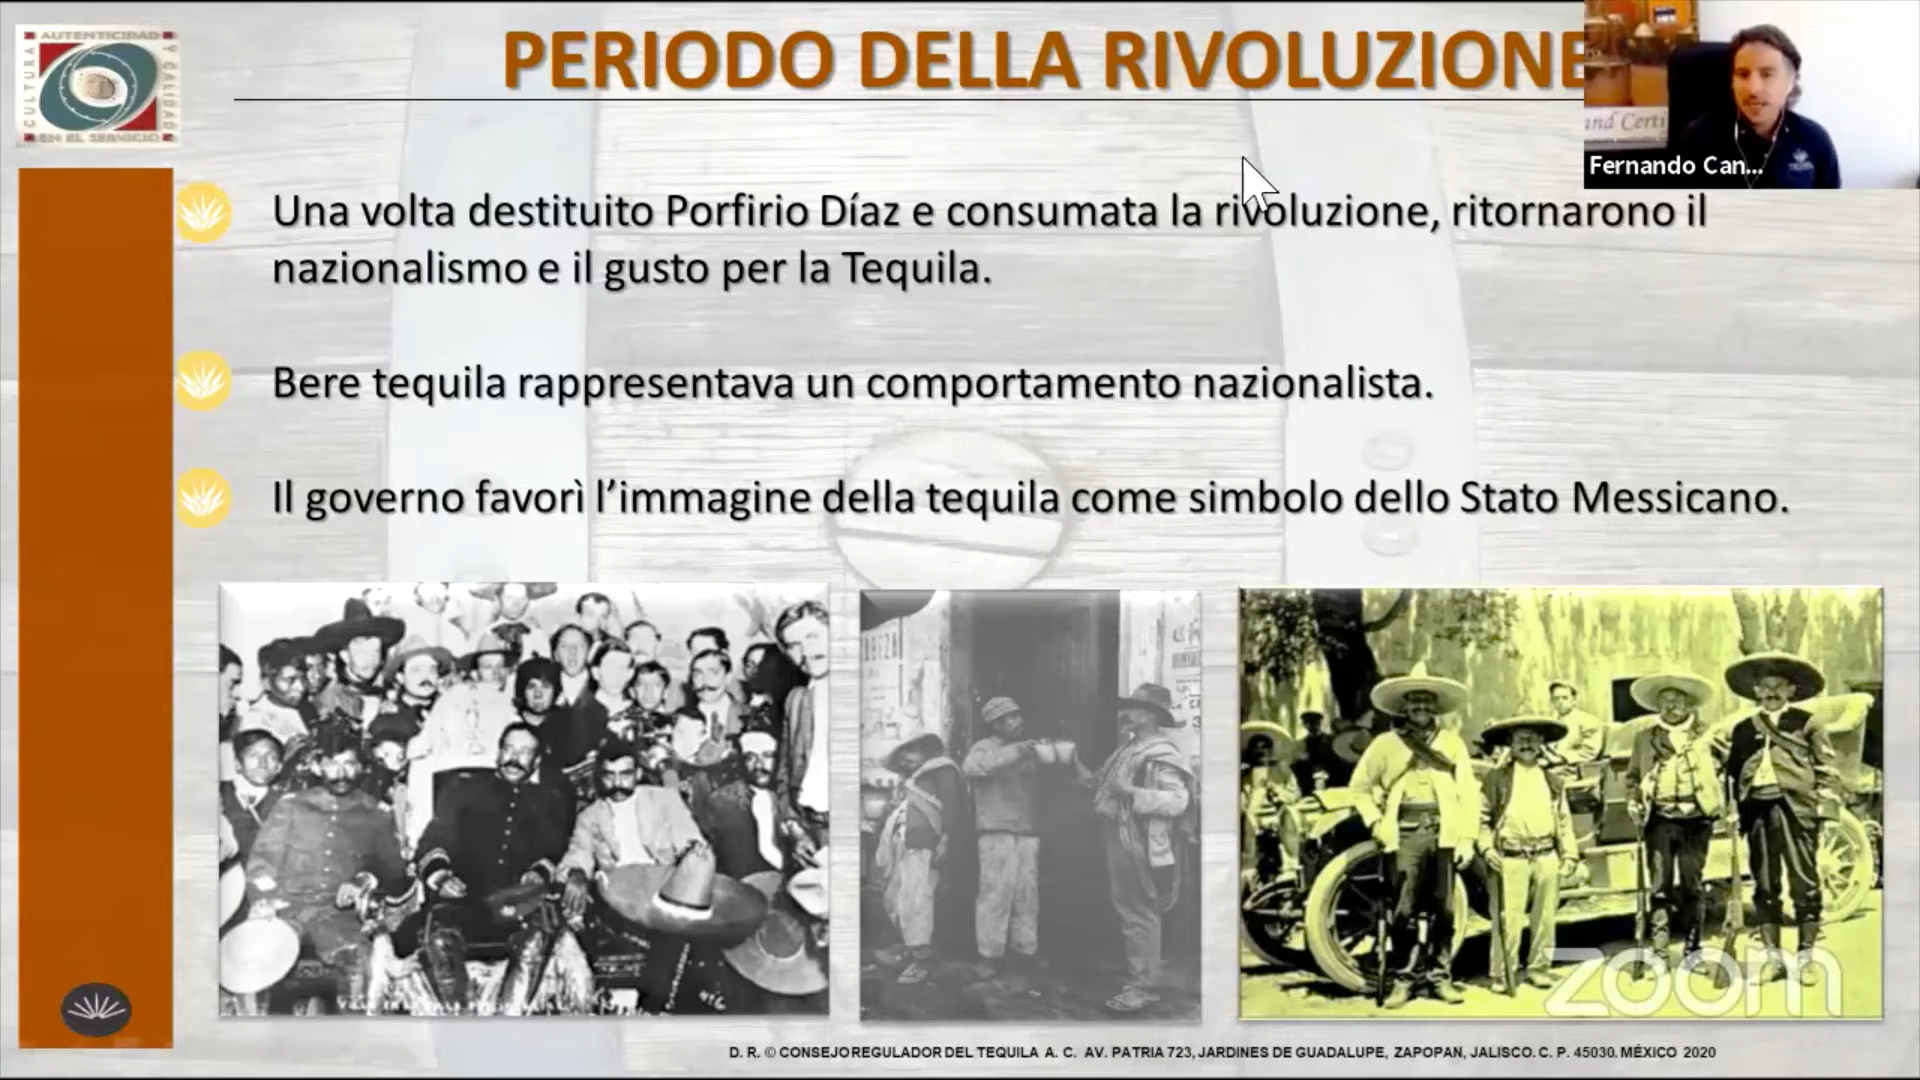 AUTENTICIDAD
CULTURA
Y CALIDAD
EN EL SERVICIO
PERIODO DELLA RIVOLUZIONE
and Certi
Fernando Can...
Una volta destituito Porfirio Díaz e consumata la rivoluzione, ritornarono il
nazionalismo e il gusto per la Tequila.
Bere tequila rappresentava un comportamento nazionalista.
Il governo favorì l’immagine della tequila come simbolo dello Stato Messicano.
zoom
D. R. © CONSEJO REGULADOR DEL TEQUILA A. C. AV. PATRIA 723, JARDINES DE GUADALUPE, ZAPOPAN, JALISCO. C. P. 45030. MÉXICO 2020